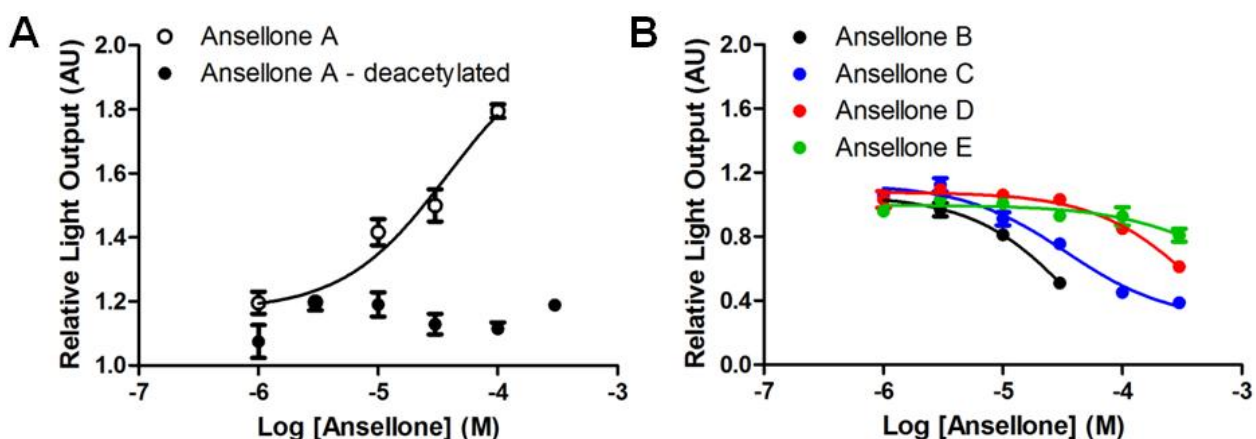 A
Ansellone A
Ansellone A - deacetylated
Relative Light Output (AU)
2.0
1.8
1.6
1.4
1.2
1.0
-7 -6 -5 -4 -3
Log [Ansellone] (M)
B
Ansellone B
Ansellone C
Ansellone D
Ansellone E
Relative Light Output (AU)
2.0
1.6
1.2
0.8
0.4
0.0
-7 -6 -5 -4 -3
Log [Ansellone] (M)